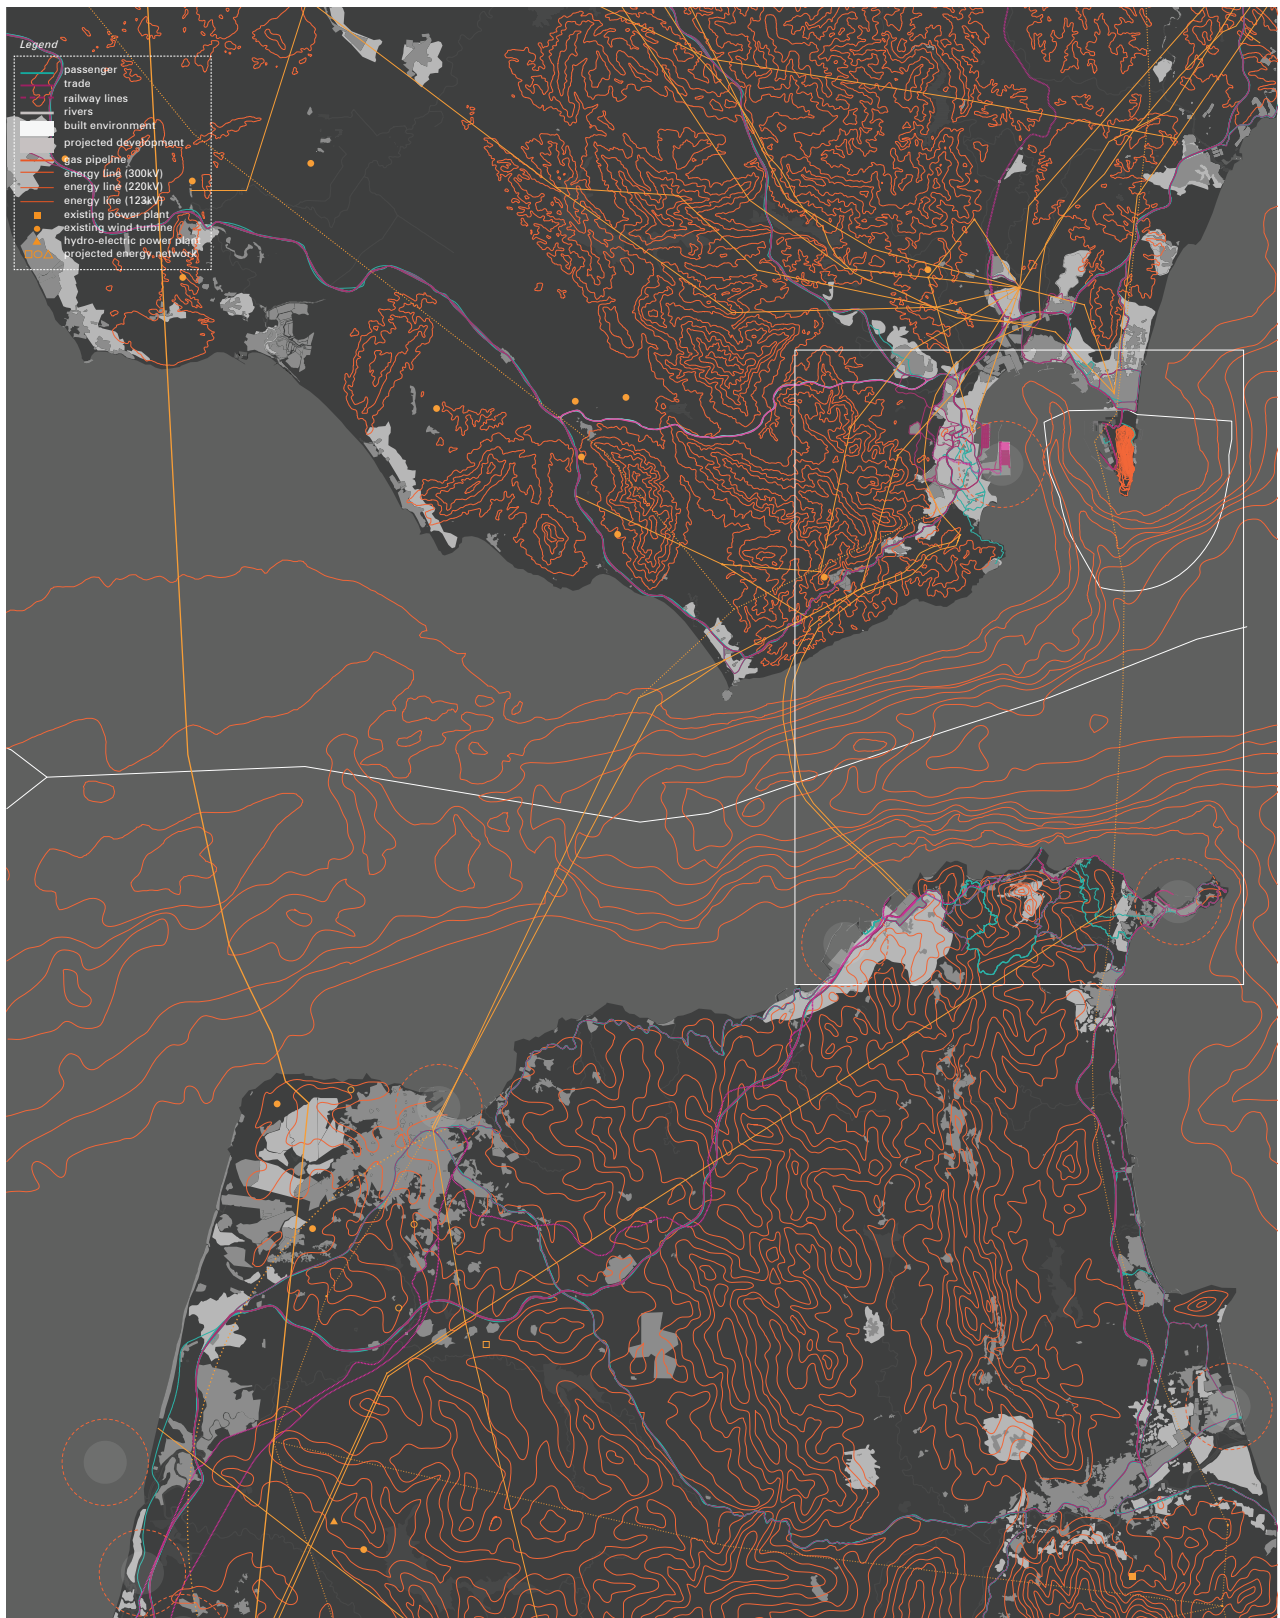 Legend
passenger
trade
railway lines
rivers
built environment
projected development
gas pipeline
energy line (300kV)
energy line (220kV)
energy line (123kV)
existing power plant
existing wind turbine
hydro-electric power plant
projected energy network